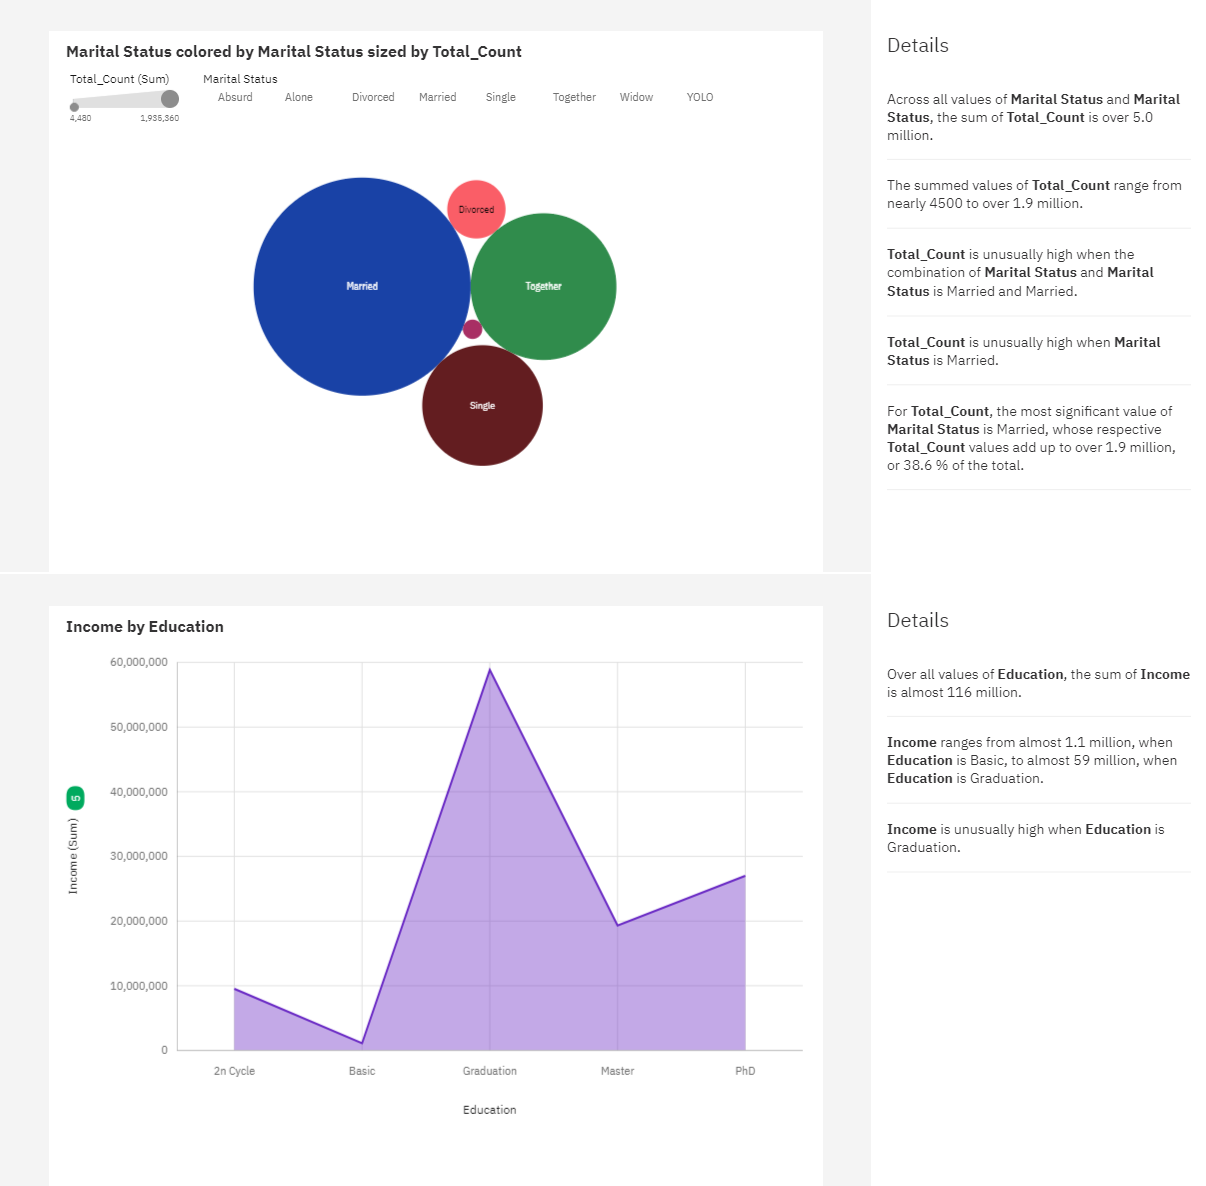 Marital Status colored by Marital Status sized by Total_Count
Total_Count (Sum)
4,480 1,935,360
Marital Status
Absurd Alone Divorced Married Single Together Widow YOLO
Divorced
Married
Together
Single
Details
Across all values of Marital Status and Marital
Status, the sum of Total_Count is over 5.0
million.
The summed values of Total_Count range from
nearly 4500 to over 1.9 million.
Total_Count is unusually high when the
combination of Marital Status and Marital
Status is Married and Married.
Total_Count is unusually high when Marital
Status is Married.
For Total_Count, the most significant value of
Marital Status is Married, whose respective
Total_Count values add up to over 1.9 million,
or 38.6 % of the total.
Income by Education
60,000,000
50,000,000
40,000,000
30,000,000
20,000,000
10,000,000
0
Income (Sum) 5
2n Cycle Basic Graduation Master PhD
Education
Details
Over all values of Education, the sum of Income
is almost 116 million.
Income ranges from almost 1.1 million, when
Education is Basic, to almost 59 million, when
Education is Graduation.
Income is unusually high when Education is
Graduation.